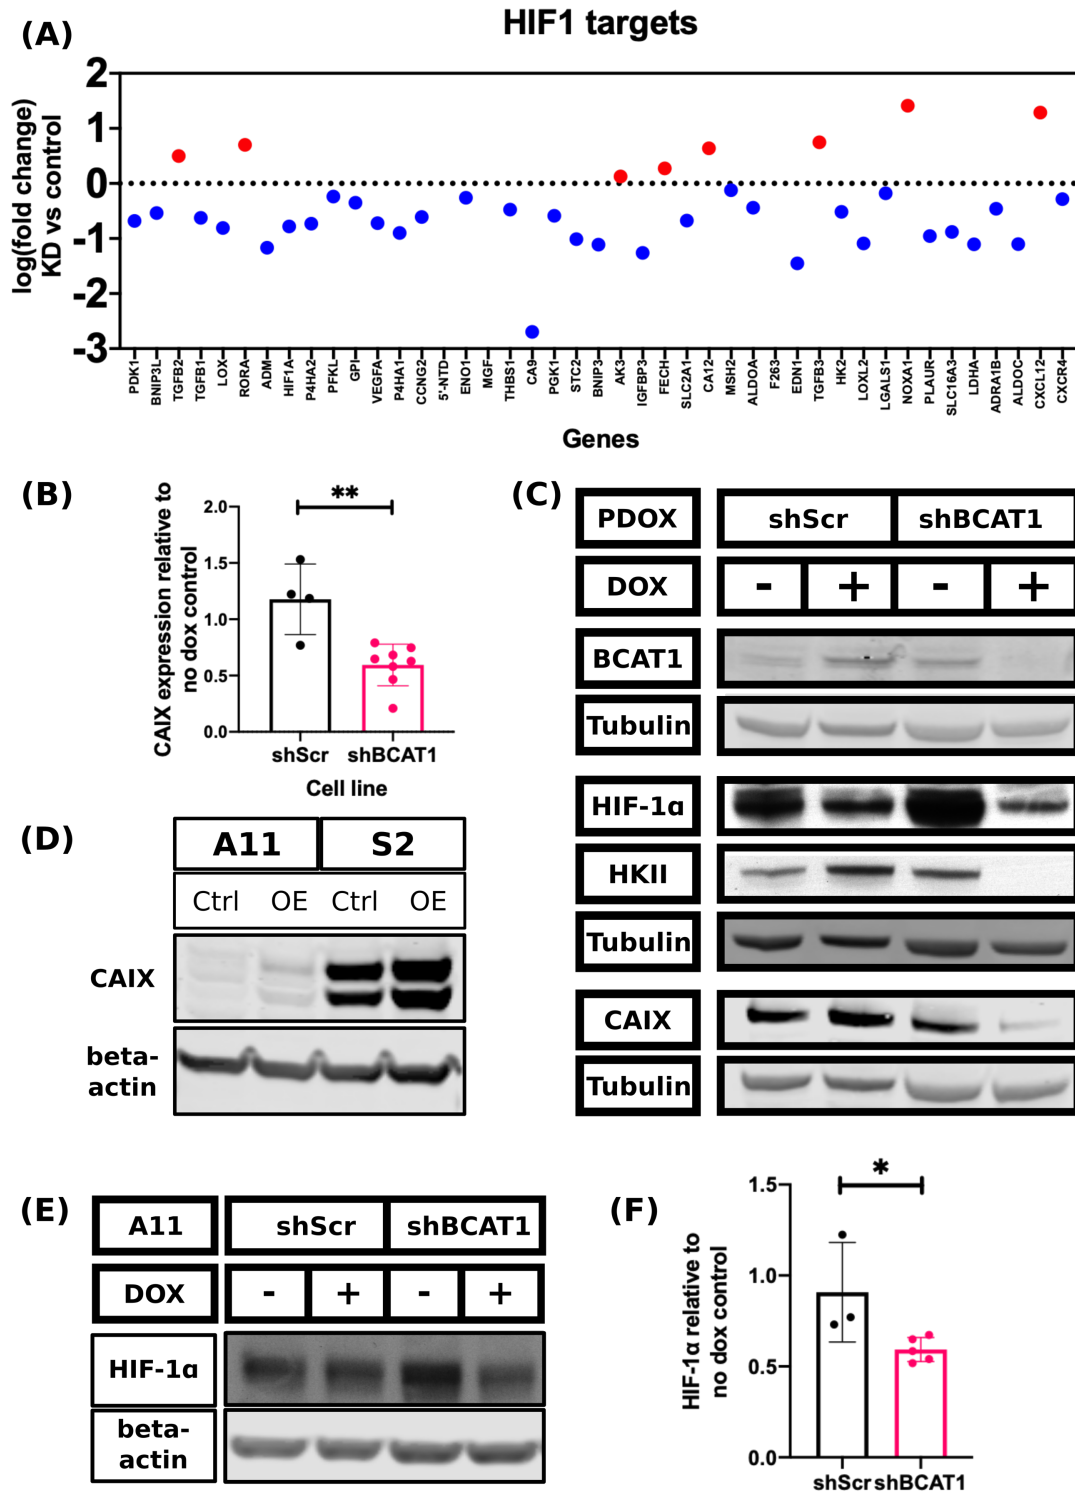 (A)
HIF1 targets
log(fold change)
KD vs control
2
1
0
-1
-2
-3
PDK1 BNIP3L TGFB2 TGFB1 LOX RORA ADM HIF1A P4HA2 PFKL GPI VEGFA P4HA1 CCNG2 5'-NTD ENO1 MGF THBS1 CA9 PGK1 STC2 BNIP3 AK3 IGFBP3 FECH SLC2A1 CA12 MSH2 ALDOA F263 EDN1 TGFB3 HK2 LOXL2 LGALS1 NOXA1 PLAUR SLC16A3 LDHA ADRA1B ALDOC CXCL12 CXCR4
Genes
(B)
CAIX expression relative to
no dox control
2.0
1.5
1.0
0.5
0.0
**
shScr shBCAT1
Cell line
(C)
PDOX shScr shBCAT1
DOX - + - +
BCAT1
Tubulin
HIF-1α
HKII
Tubulin
CAIX
Tubulin
(D)
A11 S2
Ctrl OE Ctrl OE
CAIX
beta-
actin
(E)
A11 shScr shBCAT1
DOX - + - +
HIF-1α
beta-
actin
(F)
HIF-1α relative to
no dox control
1.5
1.0
0.5
0.0
*
shScr shBCAT1